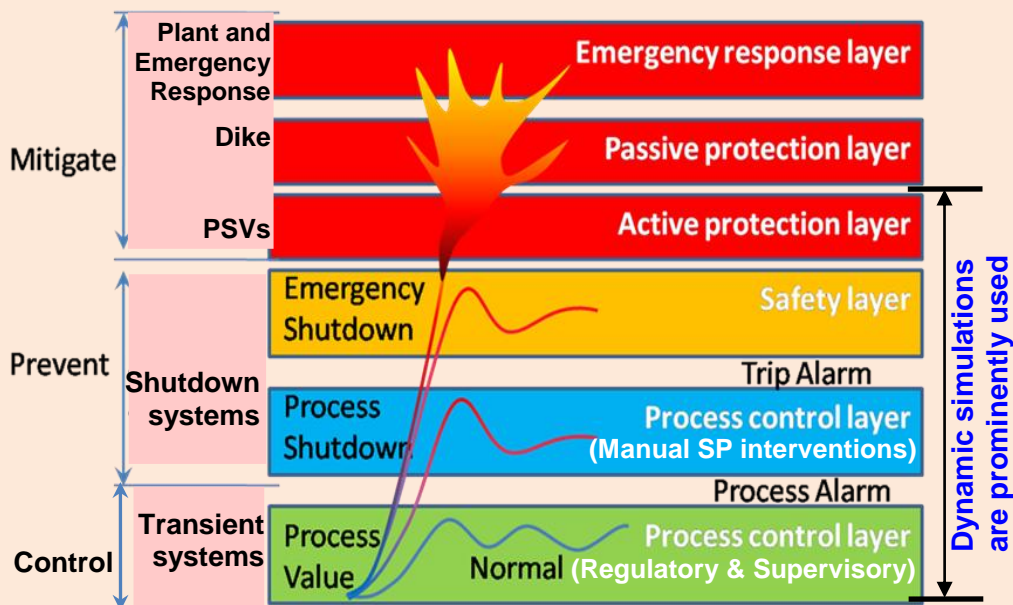 Plant and
Emergency
Response
Emergency response layer
Mitigate
Dike
Passive protection layer
PSVs
Active protection layer
Emergency
Shutdown
Safety layer
Prevent
Shutdown
systems
Trip Alarm
Process
Shutdown
Process control layer
(Manual SP interventions)
Process Alarm
Control
Transient
systems
Process
Value
Normal
Process control layer
(Regulatory & Supervisory)
Dynamic simulations
are prominently used